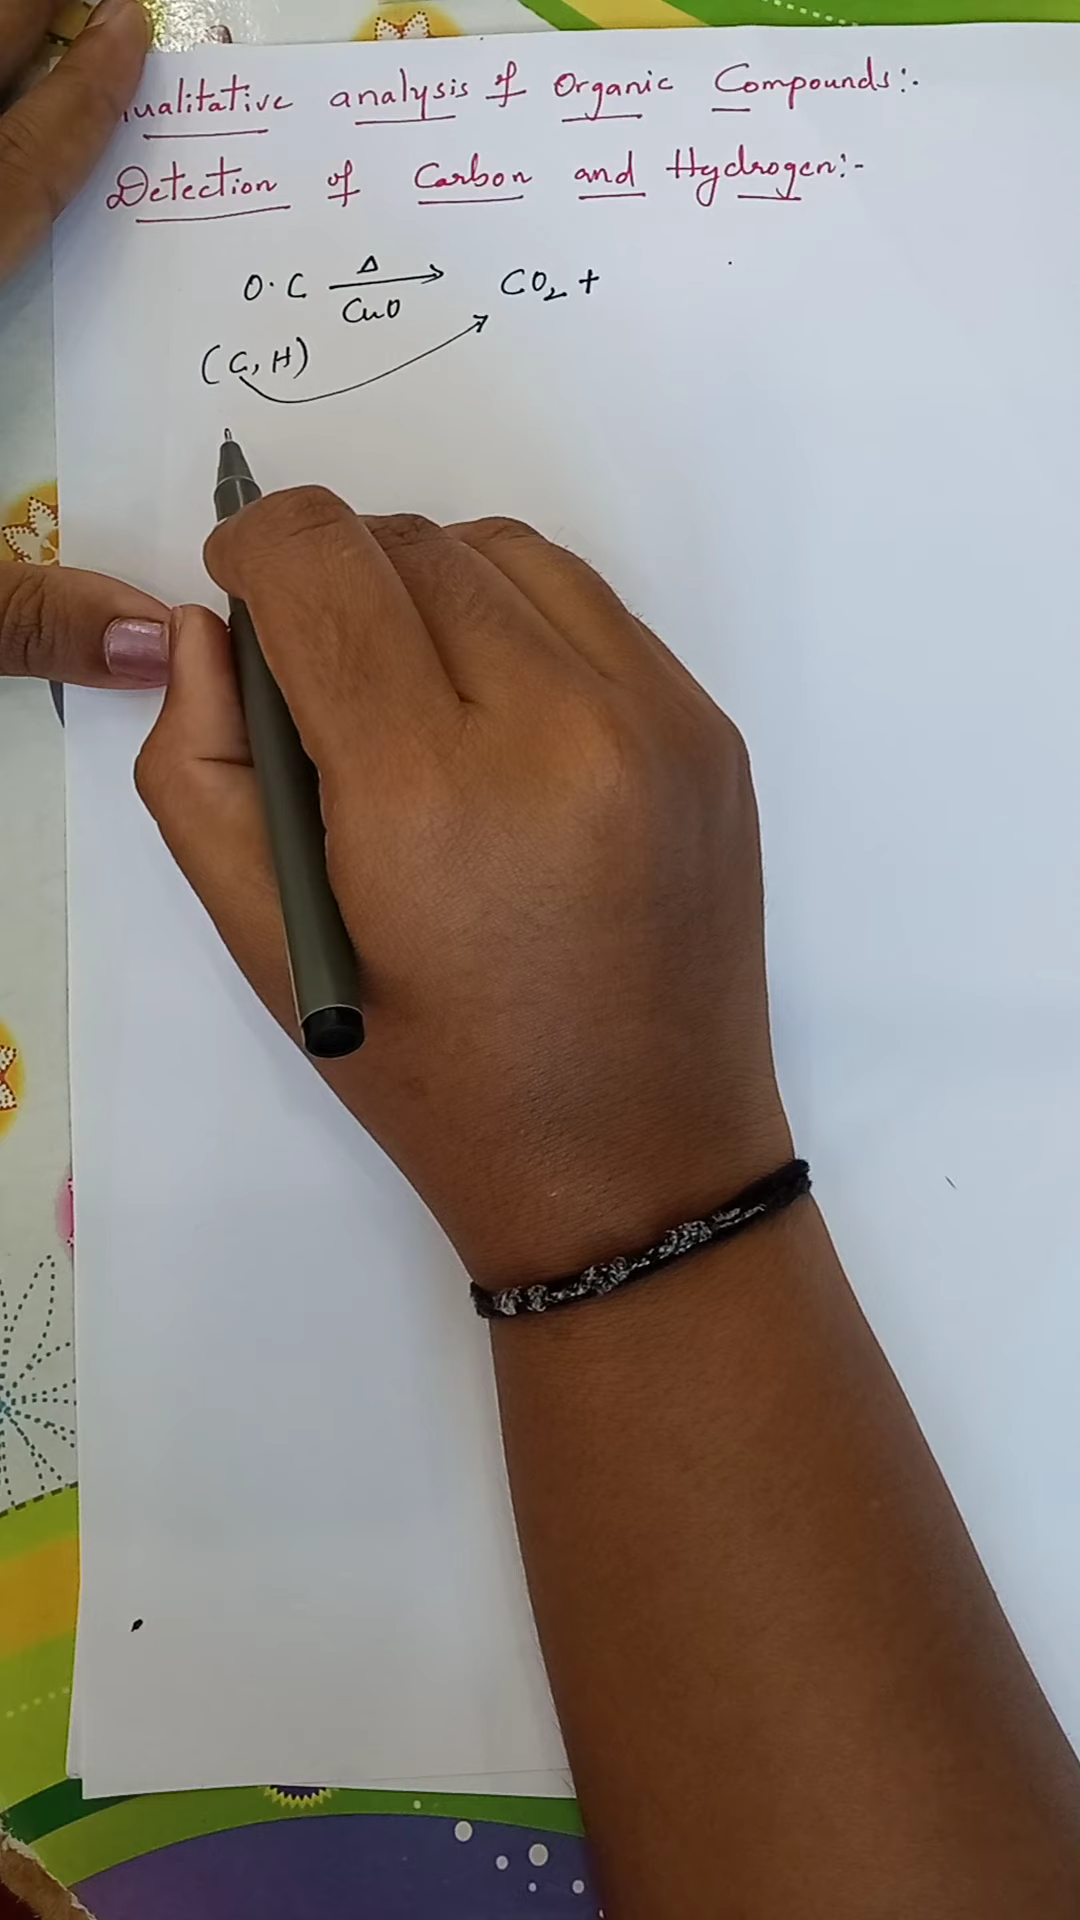 ualitative analysis of Organic Compounds:-
Detection of Carbon and Hydrogen:-
O.C Δ CuO → CO₂ +
(C, H)